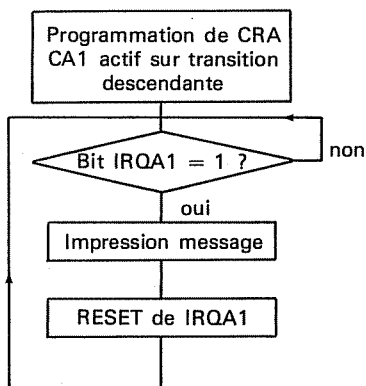 Programmation de CRA
CA1 actif sur transition
descendante
Bit IRQA1 = 1 ?
non
oui
Impression message
RESET de IRQA1